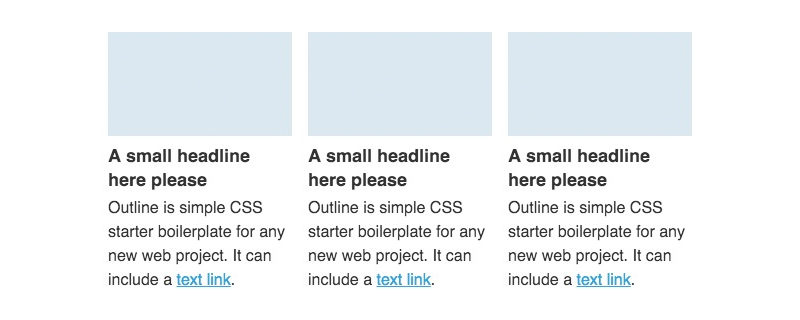 A small headline
here please
Outline is simple CSS
starter boilerplate for any
new web project. It can
include a text link.
A small headline
here please
Outline is simple CSS
starter boilerplate for any
new web project. It can
include a text link.
A small headline
here please
Outline is simple CSS
starter boilerplate for any
new web project. It can
include a text link.